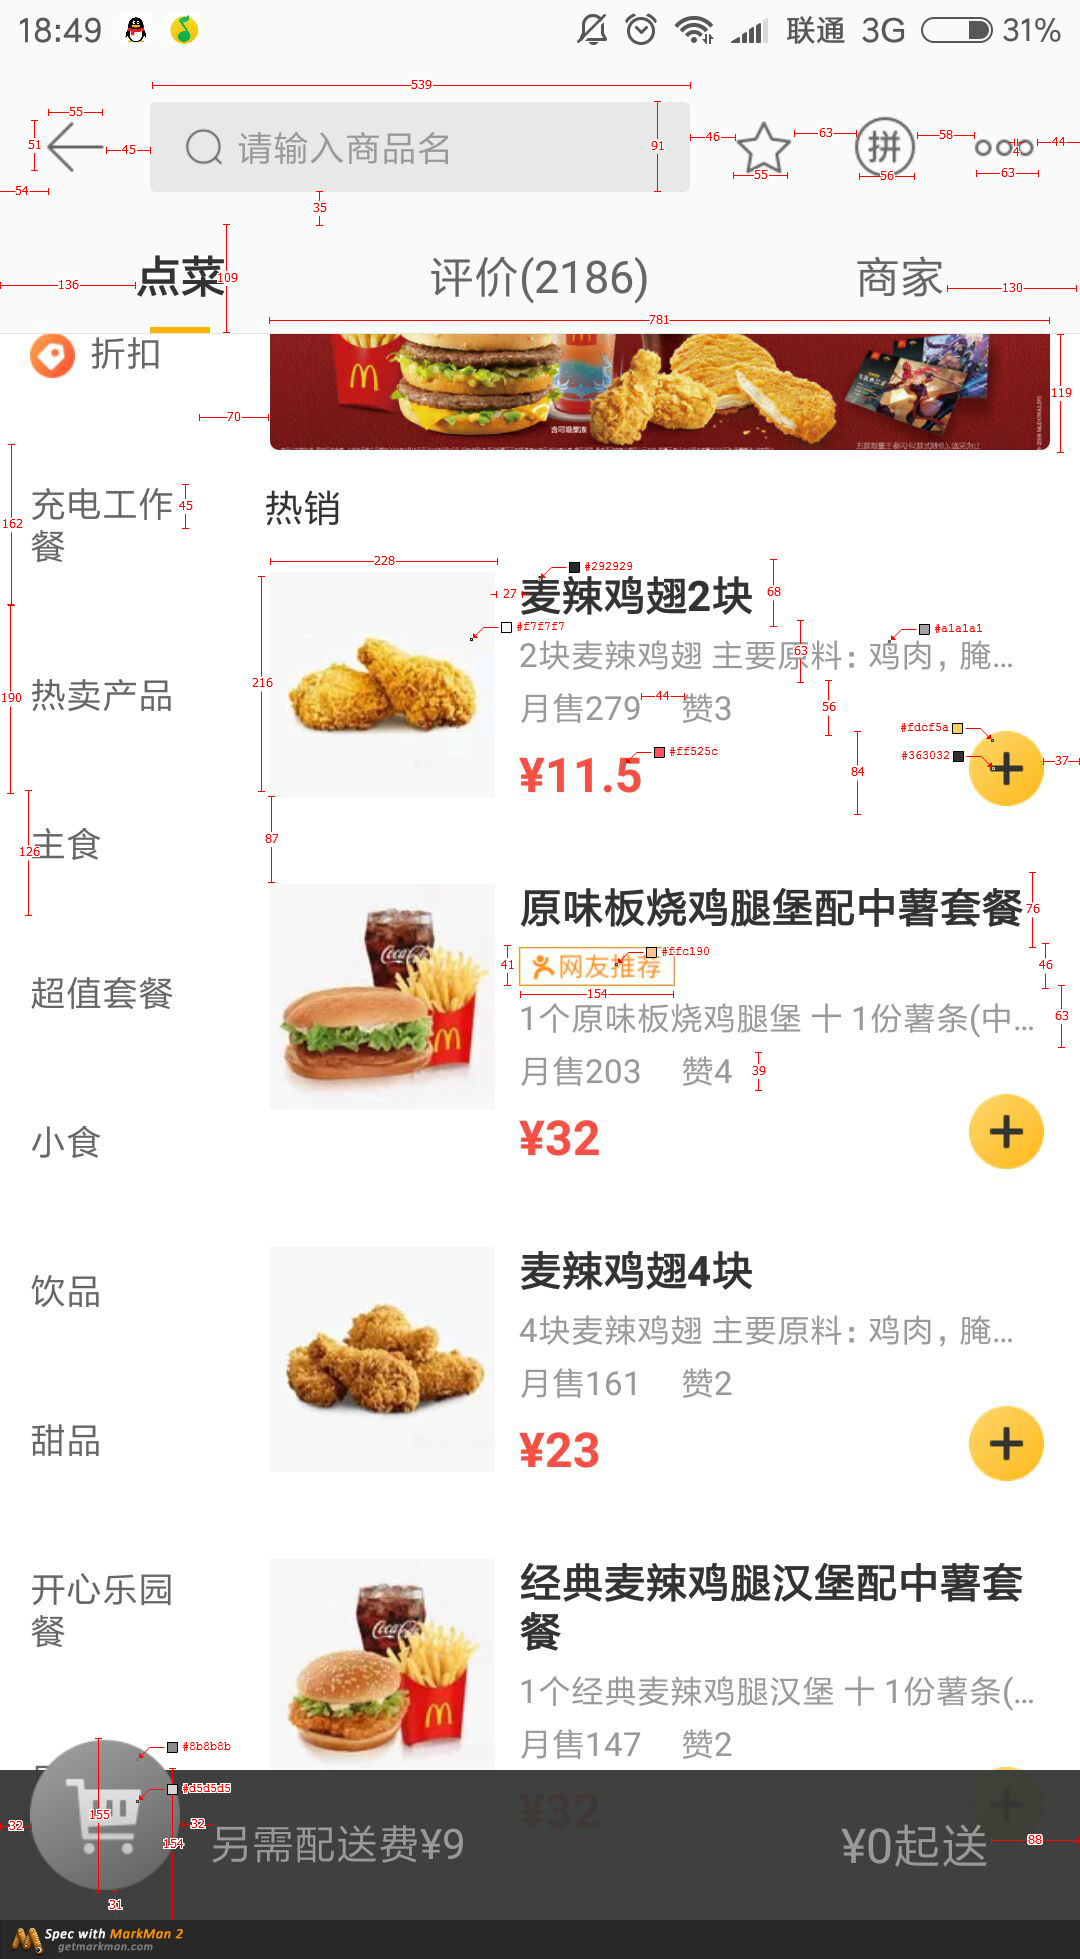 18:49 联通 3G 31%
539
55
51
45
请输入商品名
91
46
63
58
44
拼
4
55
56
63
54
35
点菜
评价(2186)
商家
136
109
130
781
折扣
119
70
含可吸果冻
充电工作
餐
45
162
热销
228
#292929
27
麦辣鸡翅2块
68
#f7f7f7
#a1a1a1
63
2块麦辣鸡翅 主要原料：鸡肉，腌...
216
190
热卖产品
月售279
44
赞3
56
#fdcf5a
¥11.5
#ff525c
#363032
84
37
主食
126
87
原味板烧鸡腿堡配中薯套餐
76
网友推荐
#ffc190
41
154
46
超值套餐
1个原味板烧鸡腿堡 十 1份薯条(中...
63
月售203 赞4
39
小食
¥32
麦辣鸡翅4块
饮品
4块麦辣鸡翅 主要原料：鸡肉，腌...
月售161 赞2
甜品
¥23
开心乐园
餐
经典麦辣鸡腿汉堡配中薯套
餐
1个经典麦辣鸡腿汉堡 十 1份薯条(...
月售147 赞2
#8b8b8b
#d5d5d5
¥32
155
32
32
154
另需配送费¥9
¥0起送
88
31
Spec with MarkMan 2
getmarkman.com